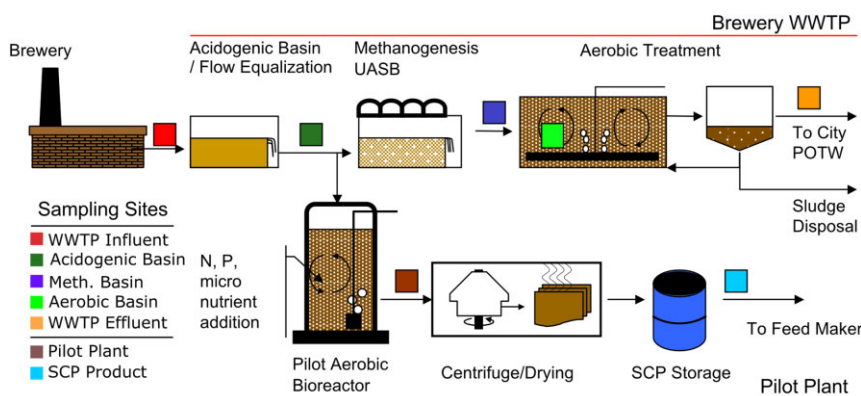 Brewery WWTP
Brewery
Acidogenic Basin
/ Flow Equalization
Methanogenesis
UASB
Aerobic Treatment
To City
POTW
Sludge
Disposal
Sampling Sites
WWTP Influent
Acidogenic Basin
Meth. Basin
Aerobic Basin
WWTP Effluent
Pilot Plant
SCP Product
N, P,
micro
nutrient
addition
Pilot Aerobic
Bioreactor
Centrifuge/Drying
SCP Storage
To Feed Maker
Pilot Plant